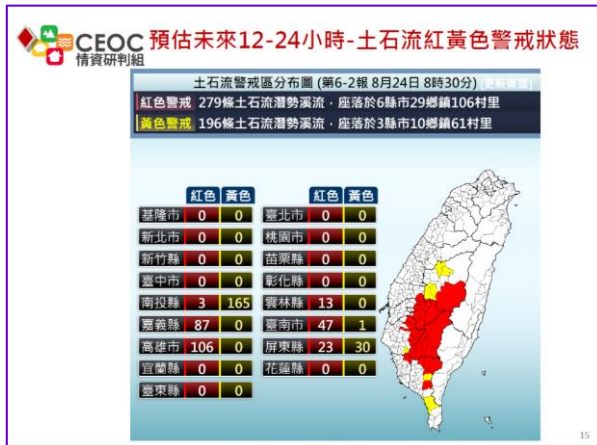 CEOC
情資研判組
預估未來12-24小時-土石流紅黃色警戒狀態
土石流警戒區分布圖 (第6-2報 8月24日 8時30分)
紅色警戒 279條土石流潛勢溪流，座落於6縣市29鄉鎮106村里
黃色警戒 196條土石流潛勢溪流，座落於3縣市10鄉鎮61村里
紅色 黃色 紅色 黃色
基隆市 0 0 臺北市 0 0
新北市 0 0 桃園市 0 0
新竹縣 0 0 苗栗縣 0 0
臺中市 0 0 彰化縣 0 0
南投縣 3 165 雲林縣 13 0
嘉義縣 87 0 臺南市 47 1
高雄市 106 0 屏東縣 23 30
宜蘭縣 0 0 花蓮縣 0 0
臺東縣 0 0
15